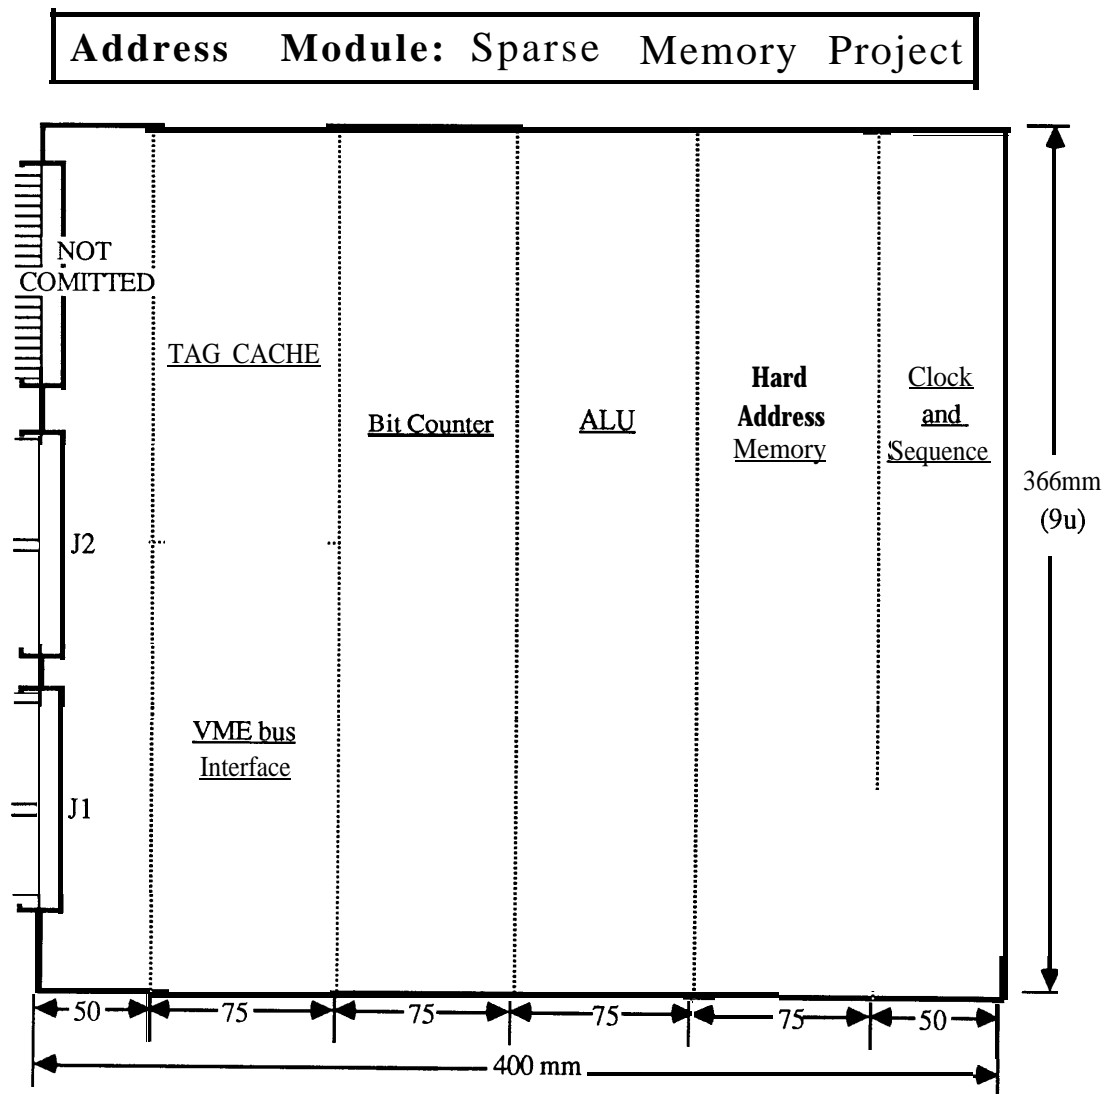 Address Module: Sparse Memory Project
NOT
COMITTED
TAG CACHE
Bit Counter
ALU
Hard
Address
Memory
Clock
and
Sequence
366mm
(9u)
J2
VME bus
Interface
J1
50
75
75
75
75
50
400 mm